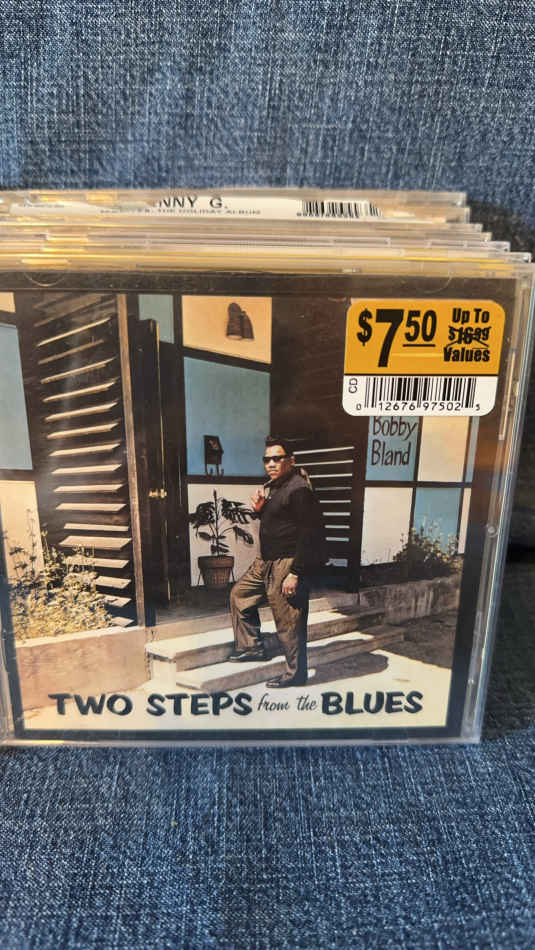 NNY G.
THE HOLIDAY ALBUM
$7.50
Up To
$16.99
Values
CD
0 12676 97502 5
Bobby
Bland
TWO STEPS from the BLUES